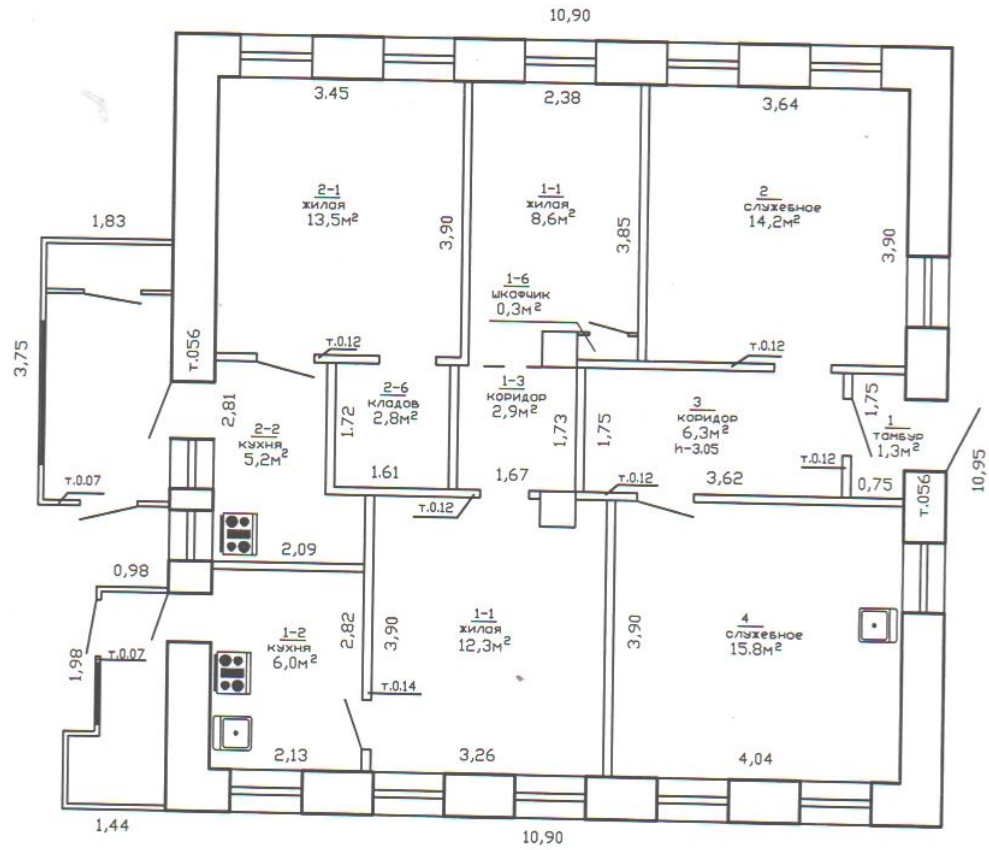 10,90
3.45
2,38
3,64
2-1
жилая
13,5м²
1-1
жилая
8,6м²
2
служебное
14,2м²
1,83
3,90
3,85
3,90
1-6
шкафчик
0,3м²
3,75
т.056
т.0.12
т.0.12
2,81
2-6
кладов
2,8м²
1-3
коридор
2,9м²
3
коридор
6,3м²
h-3.05
1,75
1
тамбур
1,3м²
1.72
1,73
1,75
2-2
кухня
5,2м²
1.61
1,67
3,62
т.0.12
0,75
т.0.07
т.0.12
т.0.12
т.056
10,95
2,09
0,98
1-2
кухня
6,0м²
2,82
3,90
1-1
жилая
12,3м²
3,90
4
служебное
15.8м²
1,98
т.0.07
т.0.14
2,13
3,26
4,04
1,44
10,90